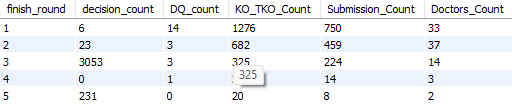 finish_round decision_count DQ_count KO_TKO_Count Submission_Count Doctors_Count
1 6 14 1276 750 33
2 23 3 682 459 37
3 3053 3 325 224 14
325
4 0 1 14 3
5 231 0 20 8 2